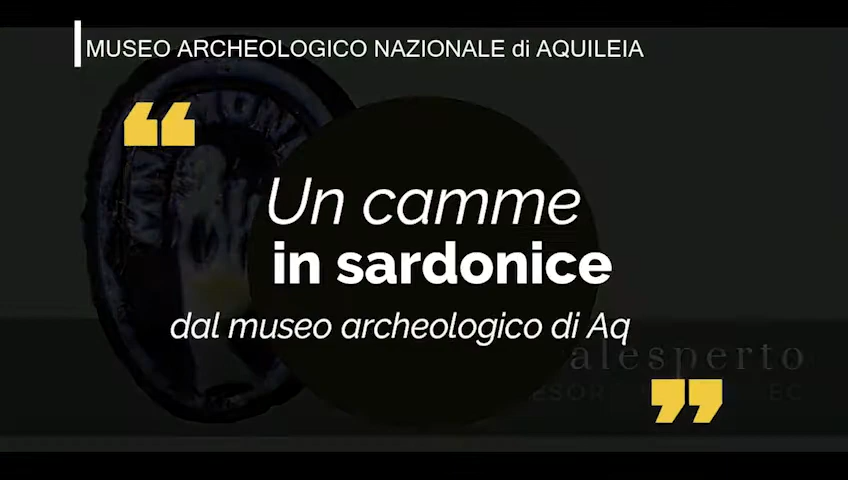 MUSEO ARCHEOLOGICO NAZIONALE di AQUILEIA
Un camme
in sardonice
dal museo archeologico di Aq
alesperto